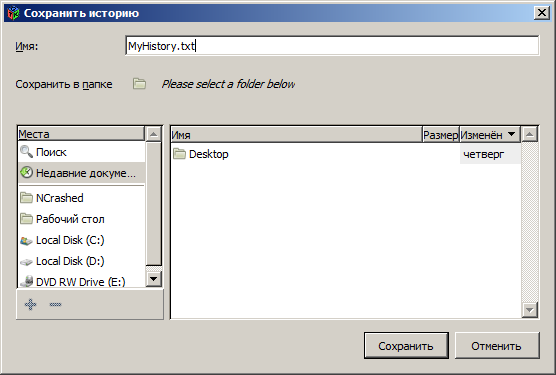 Сохранить историю
Имя: MyHistory.txt
Сохранить в папке Please select a folder below
Места
Поиск
Недавние докуме...
NCrashed
Рабочий стол
Local Disk (C:)
Local Disk (D:)
DVD RW Drive (E:)
Имя Размер Изменён
Desktop четверг
Сохранить Отменить